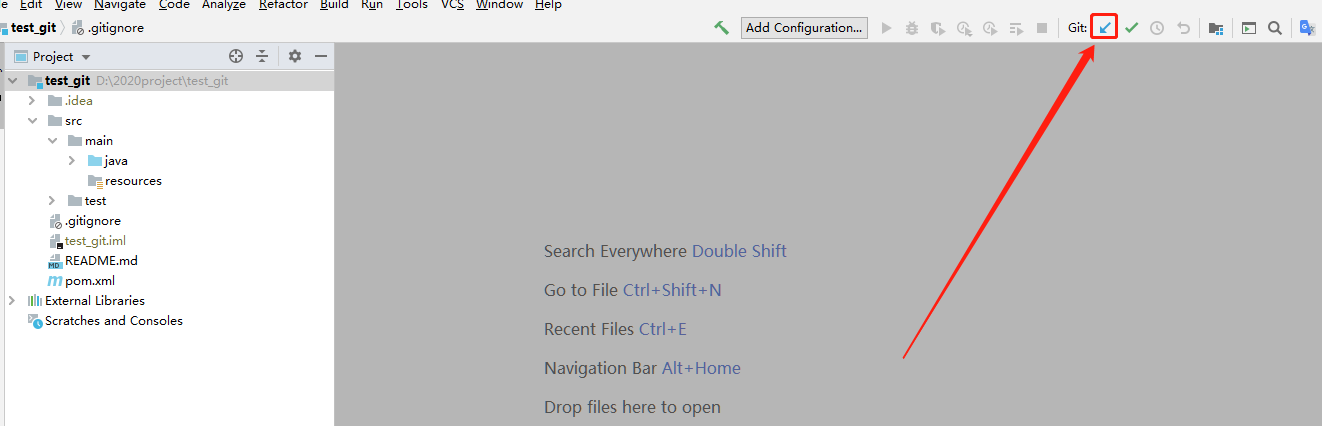 Edit View Navigate Code Analyze Refactor Build Run Tools VCS Window Help
test_git .gitignore Add Configuration... Git:
Project
test_git D:\2020project\test_git
.idea
src
main
java
resources
test
.gitignore
test_git.iml
README.md
pom.xml
External Libraries
Scratches and Consoles
Search Everywhere Double Shift
Go to File Ctrl+Shift+N
Recent Files Ctrl+E
Navigation Bar Alt+Home
Drop files here to open